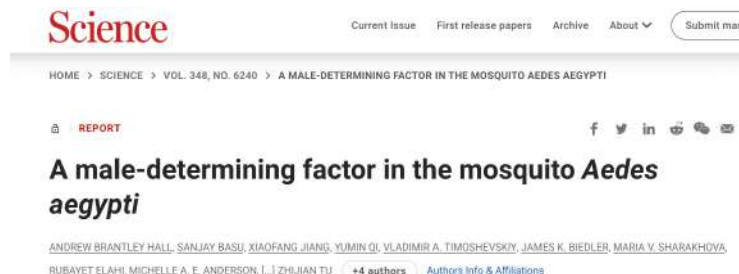 Science
Current Issue First release papers Archive About Submit ma
HOME > SCIENCE > VOL. 348, NO. 6240 > A MALE-DETERMINING FACTOR IN THE MOSQUITO AEDES AEGYPTI
REPORT
A male-determining factor in the mosquito Aedes
aegypti
ANDREW BRANTLEY HALL, SANJAY BASU, XIAOFANG JIANG, YUMIN QI, VLADIMIR A. TIMOSHEVSKIY, JAMES K. BIEDLER, MARIA V. SHARAKHOVA,
RUBAYET ELAHI, MICHELLE A. E. ANDERSON, [...] ZHIJIAN TU +4 authors Authors Info & Affiliations